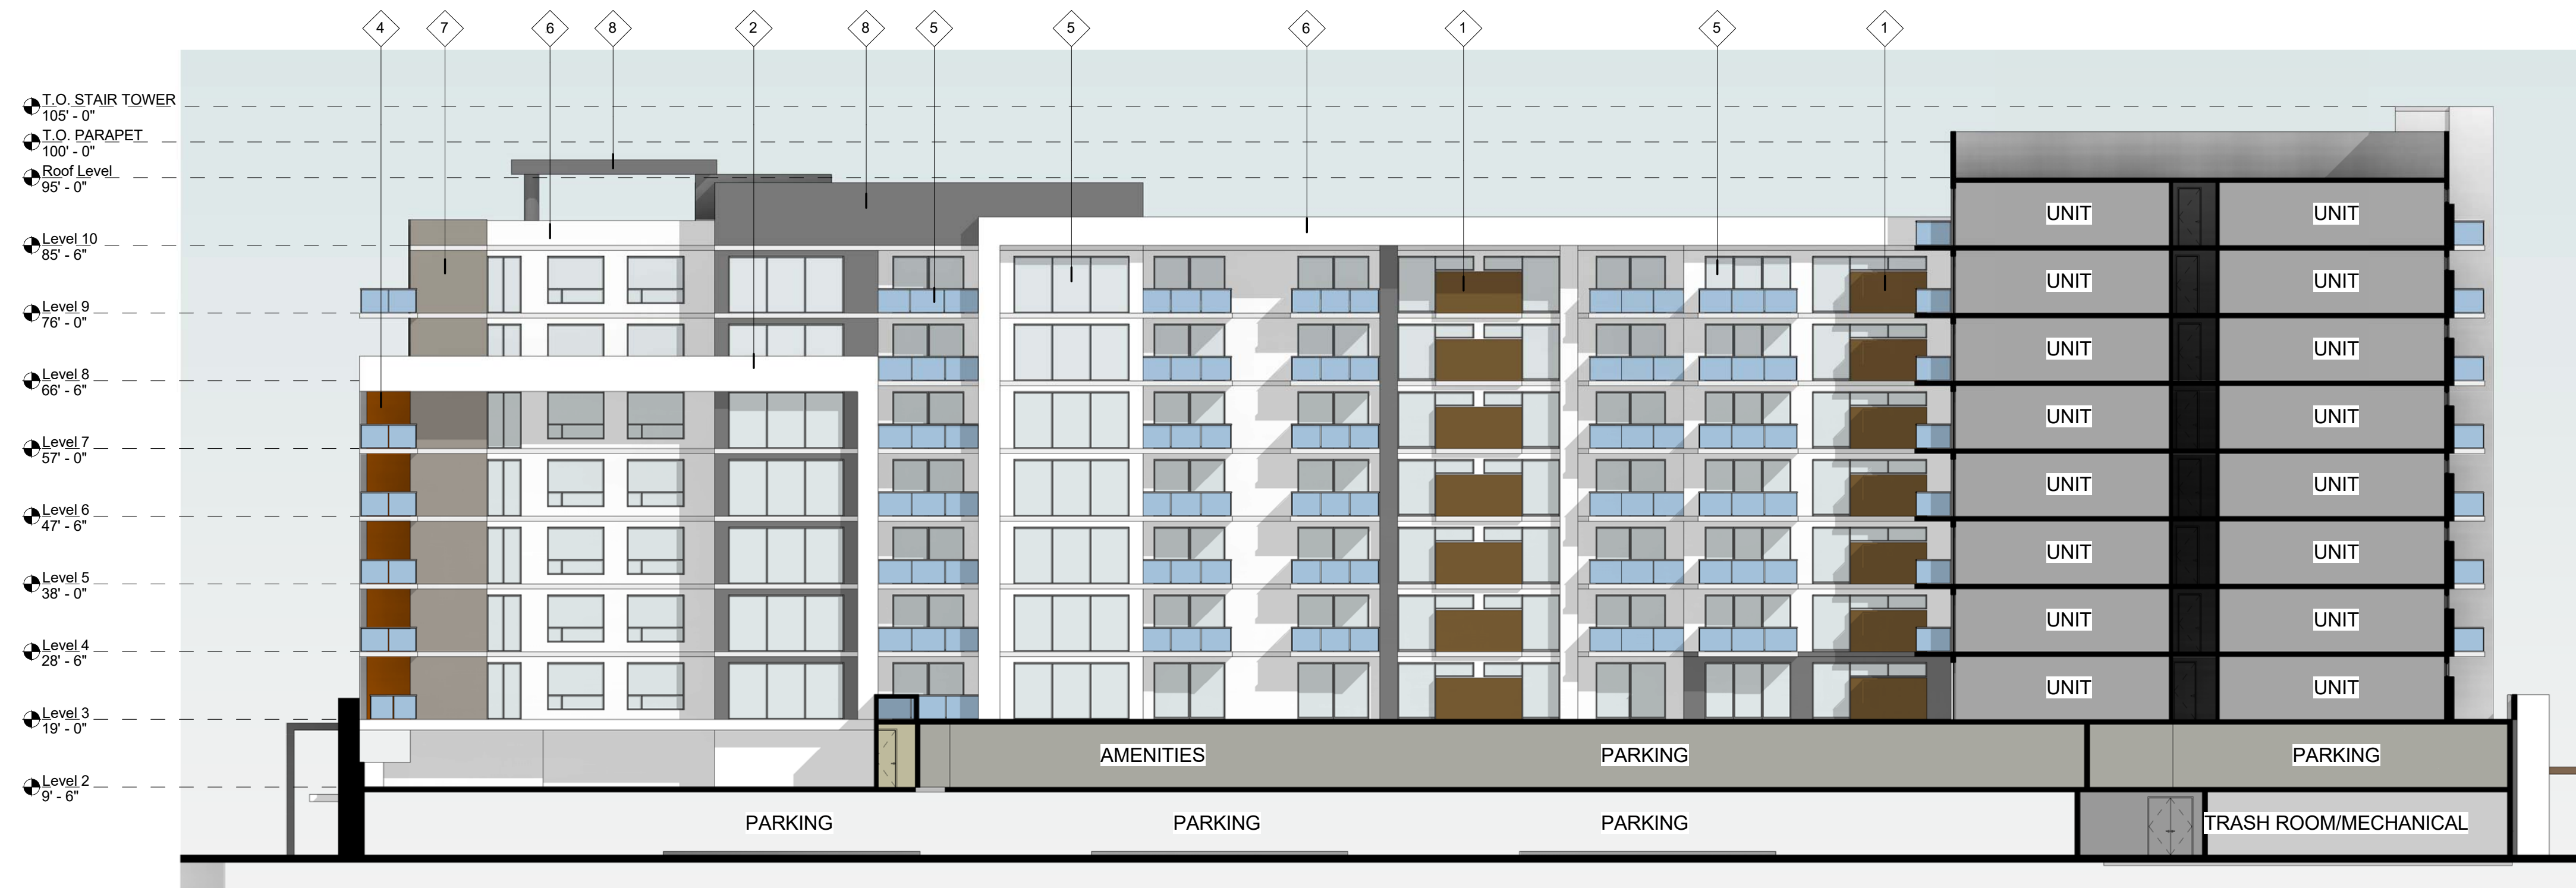 4 7 6 8 2 8 5 5 6 1 5 1
T.O. STAIR TOWER
105' - 0"
T.O. PARAPET
100' - 0"
Roof Level
95' - 0"
UNIT UNIT
Level 10
85' - 6"
UNIT UNIT
Level 9
76' - 0"
UNIT UNIT
Level 8
66' - 6"
UNIT UNIT
Level 7
57' - 0"
UNIT UNIT
Level 6
47' - 6"
UNIT UNIT
Level 5
38' - 0"
UNIT UNIT
Level 4
28' - 6"
UNIT UNIT
Level 3
19' - 0"
AMENITIES PARKING PARKING
Level 2
9' - 6"
PARKING PARKING PARKING TRASH ROOM/MECHANICAL